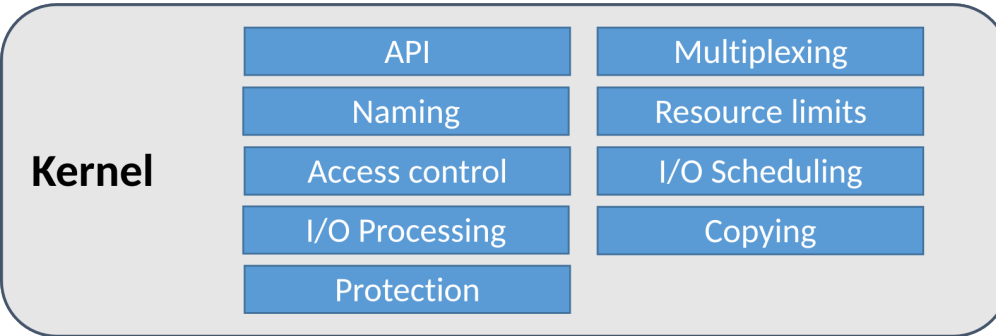 Kernel
API
Naming
Access control
I/O Processing
Protection
Multiplexing
Resource limits
I/O Scheduling
Copying